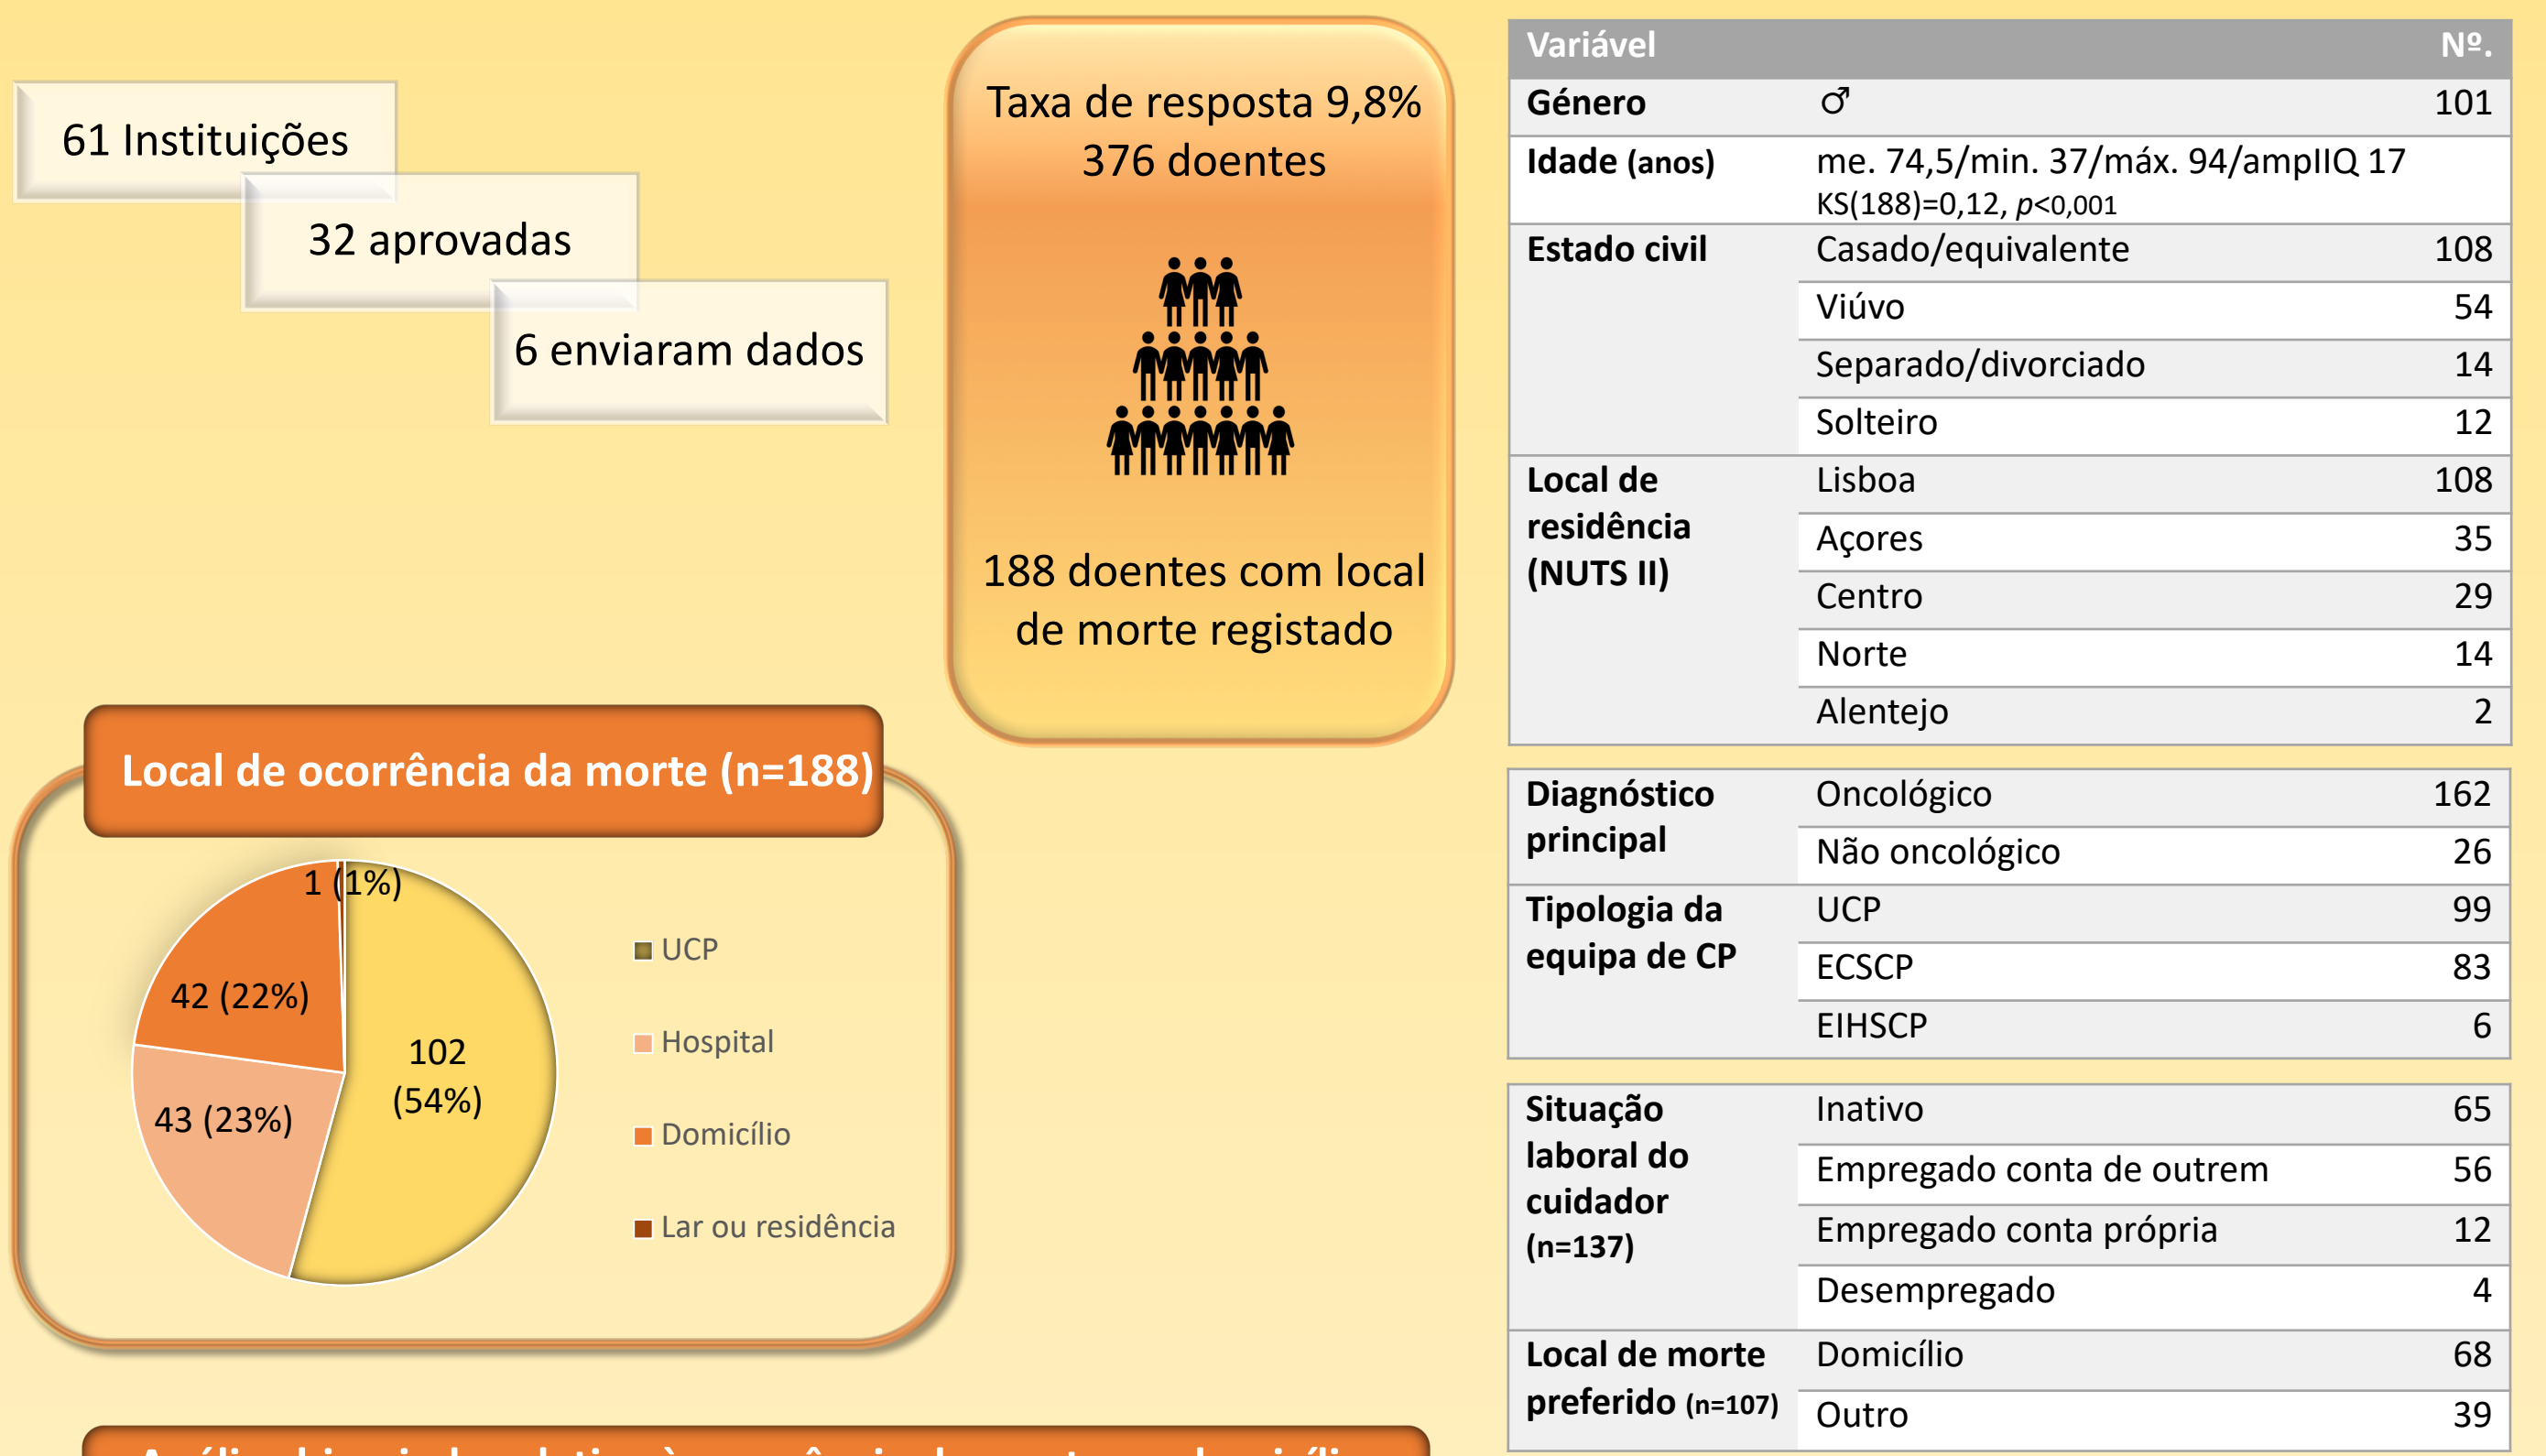 61 Instituições
32 aprovadas
6 enviaram dados
Taxa de resposta 9,8%
376 doentes
188 doentes com local
de morte registado
Local de ocorrência da morte (n=188)
1 (1%)
42 (22%)
43 (23%)
102
(54%)
UCP
Hospital
Domicílio
Lar ou residência
Variável Nº.
Género ♂ 101
Idade (anos) me. 74,5/min. 37/máx. 94/ampIIQ 17
KS(188)=0,12, p<0,001
Estado civil Casado/equivalente 108
Viúvo 54
Separado/divorciado 14
Solteiro 12
Local de Lisboa 108
residência Açores 35
(NUTS II) Centro 29
Norte 14
Alentejo 2
Diagnóstico Oncológico 162
principal Não oncológico 26
Tipologia da UCP 99
equipa de CP ECSCP 83
EIHSCP 6
Situação Inativo 65
laboral do Empregado conta de outrem 56
cuidador Empregado conta própria 12
(n=137) Desempregado 4
Local de morte Domicílio 68
preferido (n=107) Outro 39